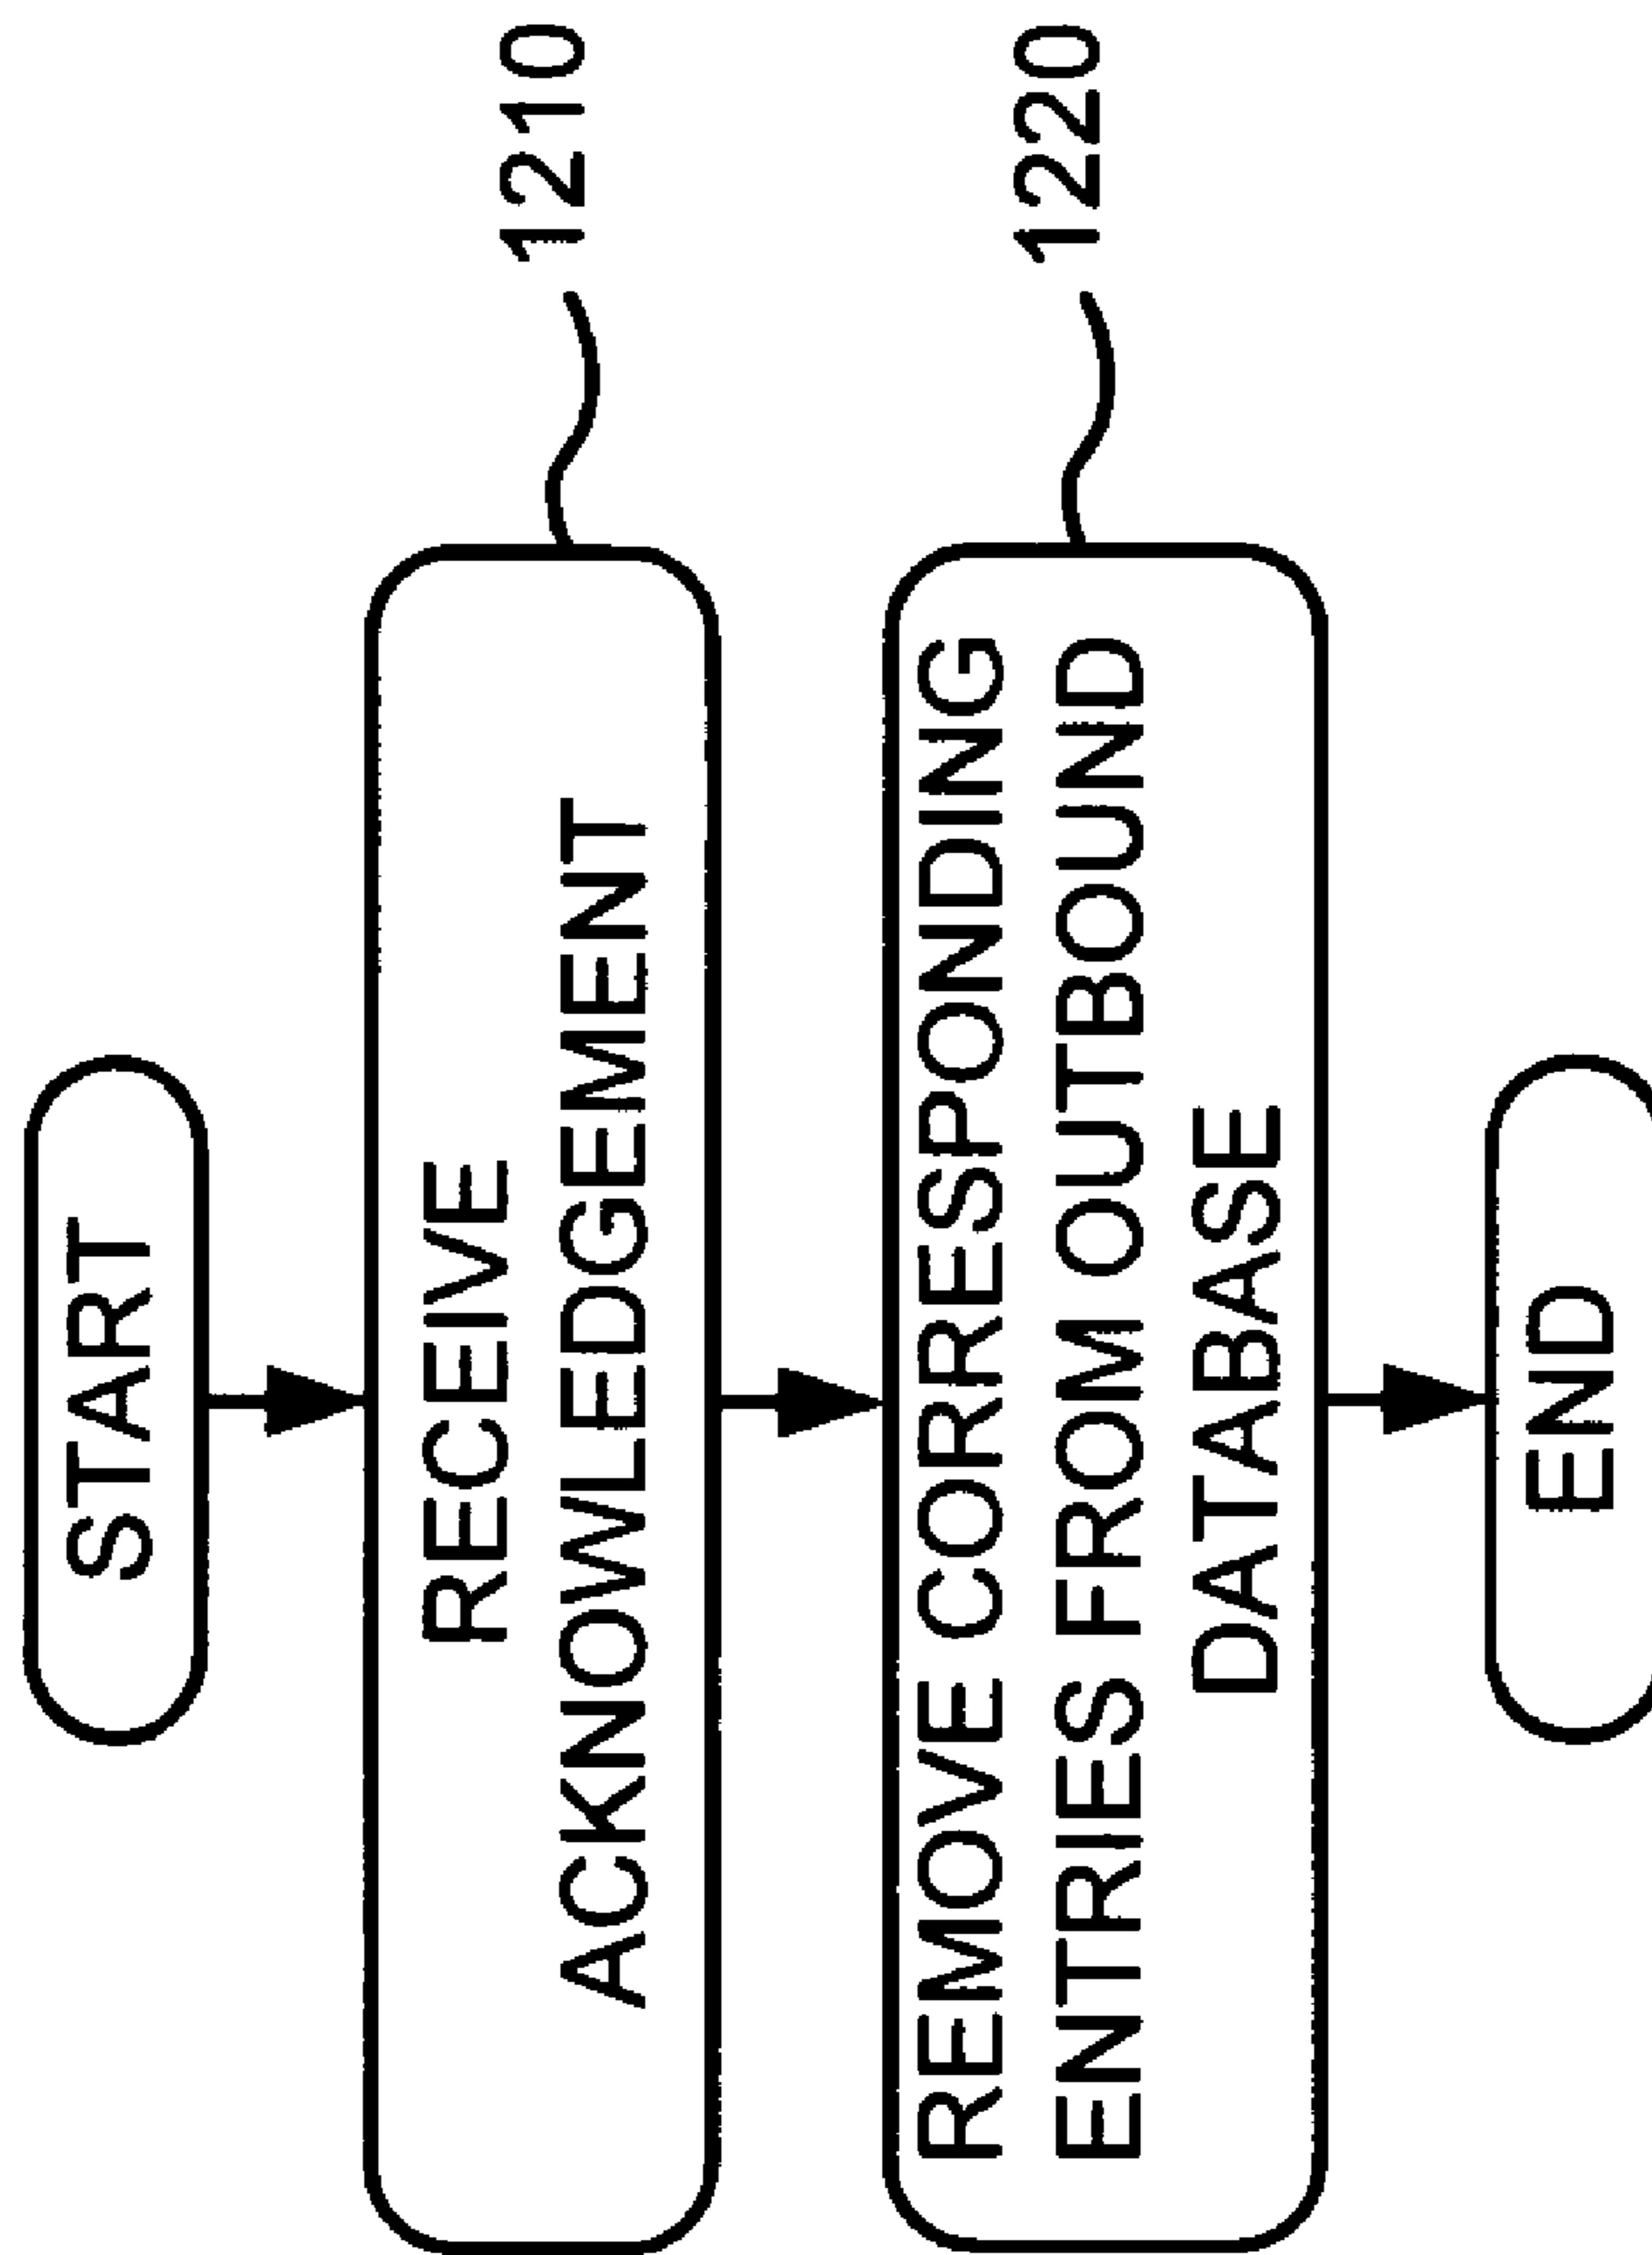 START
RECEIVE
ACKNOWLEDGEMENT
1210
REMOVE CORRESPONDING
ENTRIES FROM OUTBOUND
DATABASE
1220
END